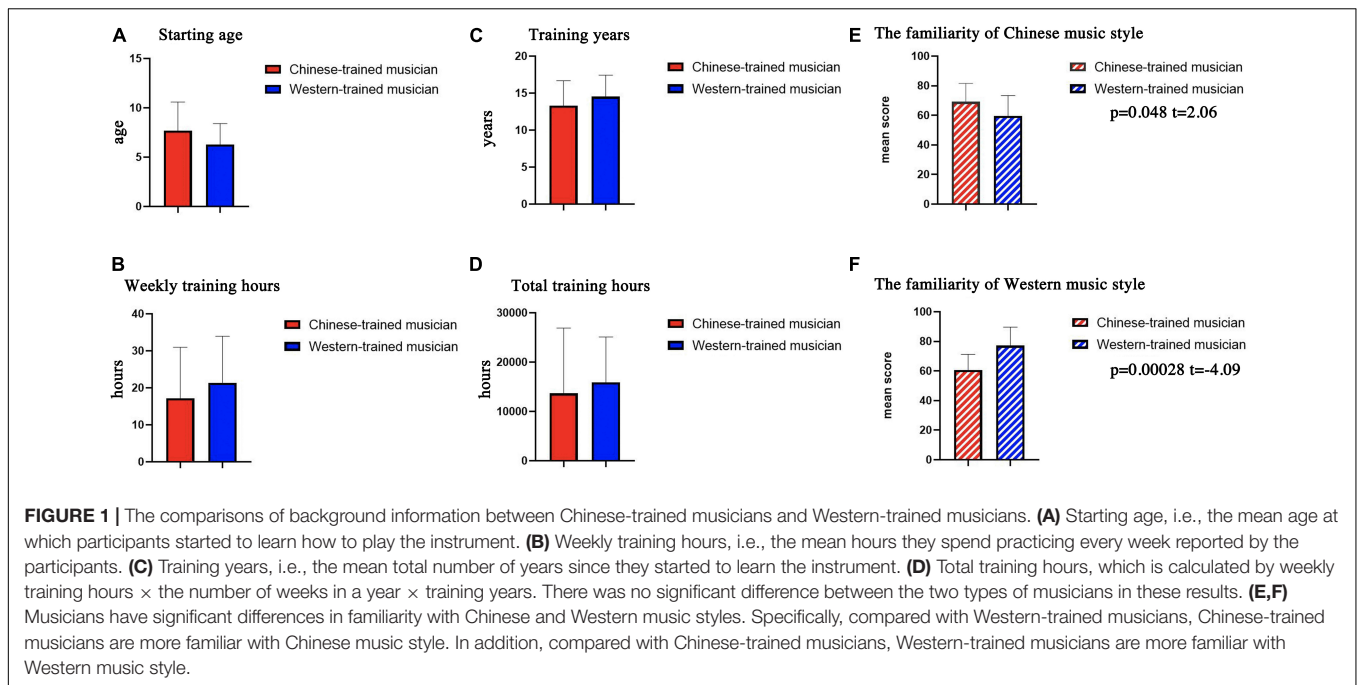 A Starting age
15
10
5
0
age
Chinese-trained musician
Western-trained musician
C Training years
20
15
10
5
0
years
Chinese-trained musician
Western-trained musician
E The familiarity of Chinese music style
100
80
60
40
20
0
mean score
Chinese-trained musician
Western-trained musician
p=0.048 t=2.06
B Weekly training hours
40
30
20
10
0
hours
Chinese-trained musician
Western-trained musician
D Total training hours
30000
20000
10000
0
hours
Chinese-trained musician
Western-trained musician
F The familiarity of Western music style
100
80
60
40
20
0
mean score
Chinese-trained musician
Western-trained musician
p=0.00028 t=-4.09
FIGURE 1 | The comparisons of background information between Chinese-trained musicians and Western-trained musicians. (A) Starting age, i.e., the mean age at
which participants started to learn how to play the instrument. (B) Weekly training hours, i.e., the mean hours they spend practicing every week reported by the
participants. (C) Training years, i.e., the mean total number of years since they started to learn the instrument. (D) Total training hours, which is calculated by weekly
training hours × the number of weeks in a year × training years. There was no significant difference between the two types of musicians in these results. (E,F)
Musicians have significant differences in familiarity with Chinese and Western music styles. Specifically, compared with Western-trained musicians, Chinese-trained
musicians are more familiar with Chinese music style. In addition, compared with Chinese-trained musicians, Western-trained musicians are more familiar with
Western music style.